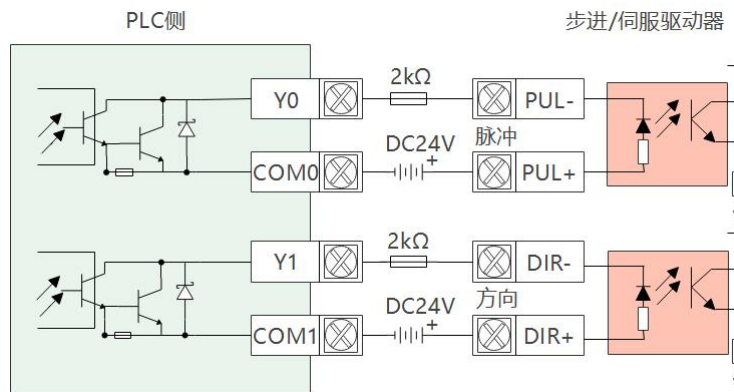 PLC侧
步进/伺服驱动器
Y0
2kΩ
PUL-
DC24V
+
脉冲
COM0
PUL+
Y1
2kΩ
DIR-
DC24V
+
方向
COM1
DIR+